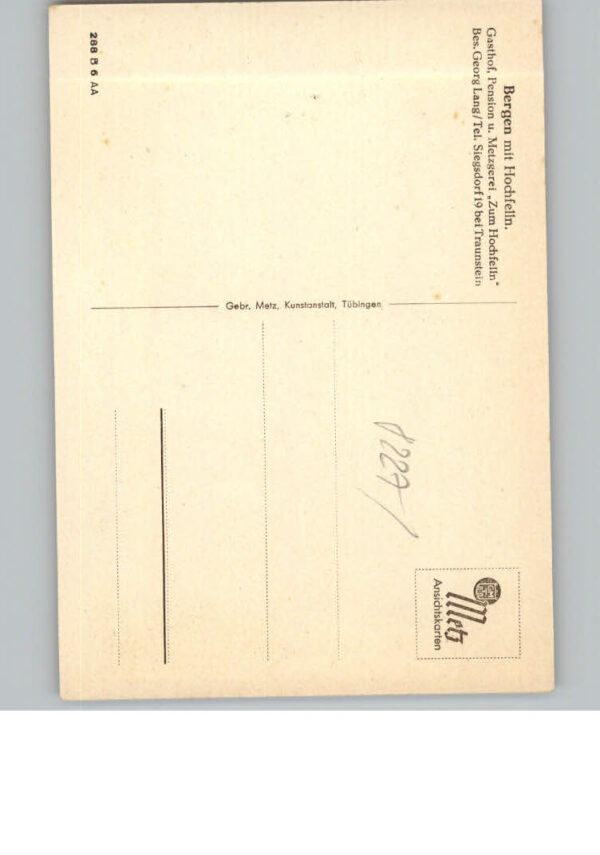 Bergen mit Hochfelln.
Gasthof, Pension u. Metzgerei „Zum Hochfelln"
Bes. Georg Lang/Tel. Siegsdorf 19 bei Traunstein
288 B 6 AA
Gebr. Metz, Kunstanstalt, Tübingen
8227/
Metz
Ansichtskarten